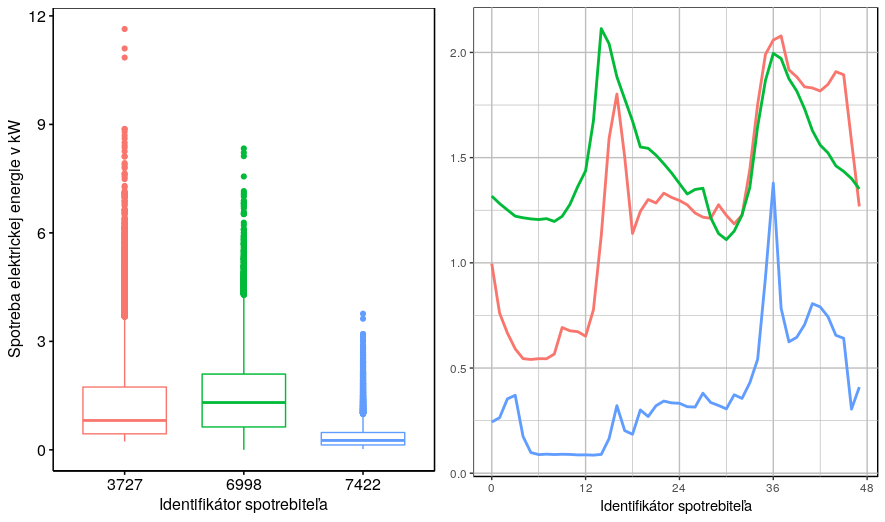 Spotreba elektrickej energie v kW
12
9
6
3
0
3727 6998 7422
Identifikátor spotrebiteľa
2.0
1.5
1.0
0.5
0.0
0 12 24 36 48
Identifikátor spotrebiteľa